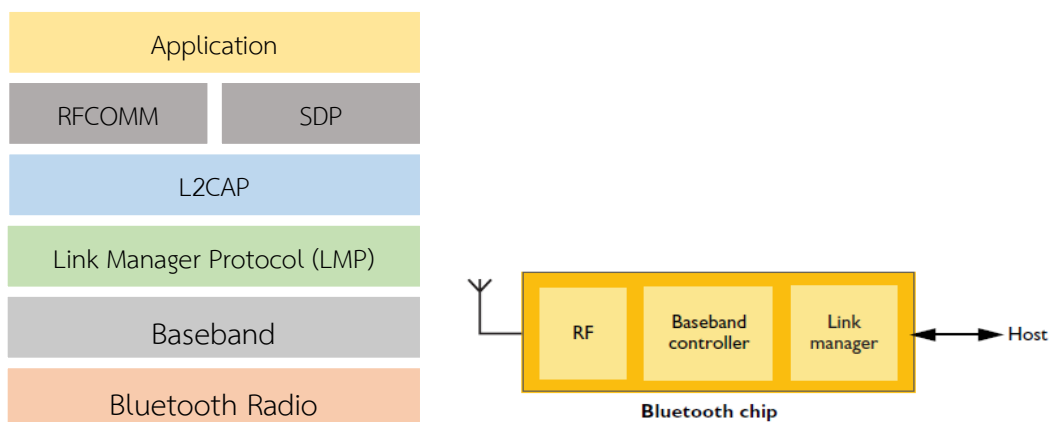 Application
RFCOMM
SDP
L2CAP
Link Manager Protocol (LMP)
Baseband
Bluetooth Radio
RF
Baseband
controller
Link
manager
Host
Bluetooth chip